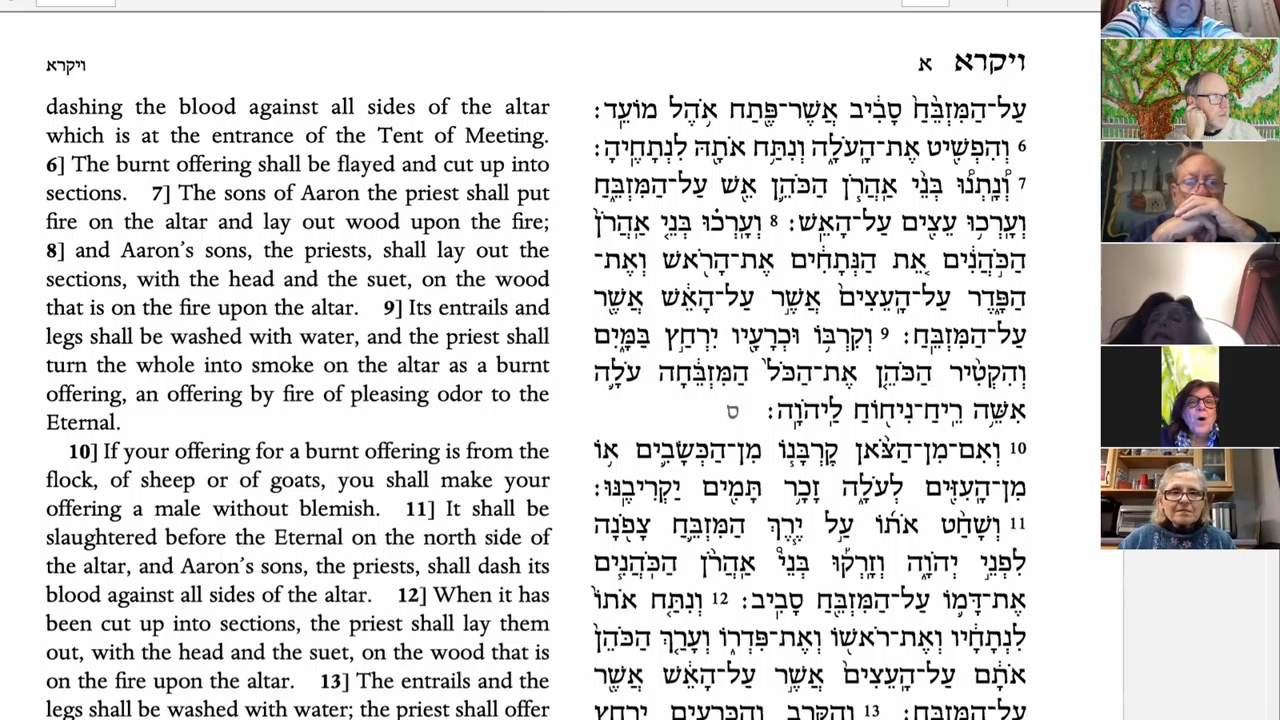 ויקרא
dashing the blood against all sides of the altar
which is at the entrance of the Tent of Meeting.
6] The burnt offering shall be flayed and cut up into
sections. 7] The sons of Aaron the priest shall put
fire on the altar and lay out wood upon the fire;
8] and Aaron’s sons, the priests, shall lay out the
sections, with the head and the suet, on the wood
that is on the fire upon the altar. 9] Its entrails and
legs shall be washed with water, and the priest shall
turn the whole into smoke on the altar as a burnt
offering, an offering by fire of pleasing odor to the
Eternal.
10] If your offering for a burnt offering is from the
flock, of sheep or of goats, you shall make your
offering a male without blemish. 11] It shall be
slaughtered before the Eternal on the north side of
the altar, and Aaron’s sons, the priests, shall dash its
blood against all sides of the altar. 12] When it has
been cut up into sections, the priest shall lay them
out, with the head and the suet, on the wood that is
on the fire upon the altar. 13] The entrails and the
legs shall be washed with water; the priest shall offer
ויקרא א
עַל־הַמִּזְבֵּ֙חַ֙ סָבִ֔יב אֲשֶׁר־פֶּ֖תַח אֹ֥הֶל מוֹעֵֽד׃
6 וְהִפְשִׁ֖יט אֶת־הָעֹלָ֑ה וְנִתַּ֥ח אֹתָ֖הּ לִנְתָחֶֽיהָ׃
7 וְ֠נָתְנ֠וּ בְּנֵ֨י אַהֲרֹ֧ן הַכֹּהֵ֛ן אֵ֖שׁ עַל־הַמִּזְבֵּ֑חַ
וְעָרְכ֥וּ עֵצִ֖ים עַל־הָאֵֽשׁ׃ 8 וְעָרְכ֗וּ בְּנֵ֤י אַהֲרֹן֙
הַכֹּ֣הֲנִ֔ים אֵ֚ת הַנְּתָחִ֔ים אֶת־הָרֹ֖אשׁ וְאֶת־
הַפָּ֑דֶר עַל־הָעֵצִים֙ אֲשֶׁ֣ר עַל־הָאֵ֔שׁ אֲשֶׁ֖ר
עַל־הַמִּזְבֵּֽחַ׃ 9 וְקִרְבּ֥וֹ וּכְרָעָ֖יו יִרְחַ֣ץ בַּמָּ֑יִם
וְהִקְטִ֨יר הַכֹּהֵ֤ן אֶת־הַכֹּל֙ הַמִּזְבֵּ֔חָה עֹלָ֛ה
אִשֵּׁ֥ה רֵֽיחַ־נִיח֖וֹחַ לַֽיהֹוָֽה׃ ס
10 וְאִם־מִן־הַצֹּ֨אן קׇרְבָּנ֧וֹ מִן־הַכְּשָׂבִ֛ים א֥וֹ
מִן־הָעִזִּ֖ים לְעֹלָ֑ה זָכָ֥ר תָּמִ֖ים יַקְרִיבֶֽנּוּ׃
11 וְשָׁחַ֨ט אֹת֜וֹ עַ֣ל יֶ֧רֶךְ הַמִּזְבֵּ֛חַ צָפֹ֖נָה
לִפְנֵ֣י יְהֹוָ֑ה וְזָרְק֡וּ בְּנֵי֩ אַהֲרֹ֨ן הַכֹּהֲנִ֧ים
אֶת־דָּמ֛וֹ עַל־הַמִּזְבֵּ֖חַ סָבִֽיב׃ 12 וְנִתַּ֤ח אֹתוֹ֙
לִנְתָחָ֔יו וְאֶת־רֹאשׁ֖וֹ וְאֶת־פִּדְר֑וֹ וְעָרַ֤ךְ הַכֹּהֵן֙
אֹתָ֔ם עַל־הָֽעֵצִים֙ אֲשֶׁ֣ר עַל־הָאֵ֔שׁ אֲשֶׁ֖ר
עַל־הַמִּזְבֵּֽחַ׃ 13 וְהַקֶּ֥רֶב וְהַכְּרָעַ֖יִם יִרְחַ֣ץ